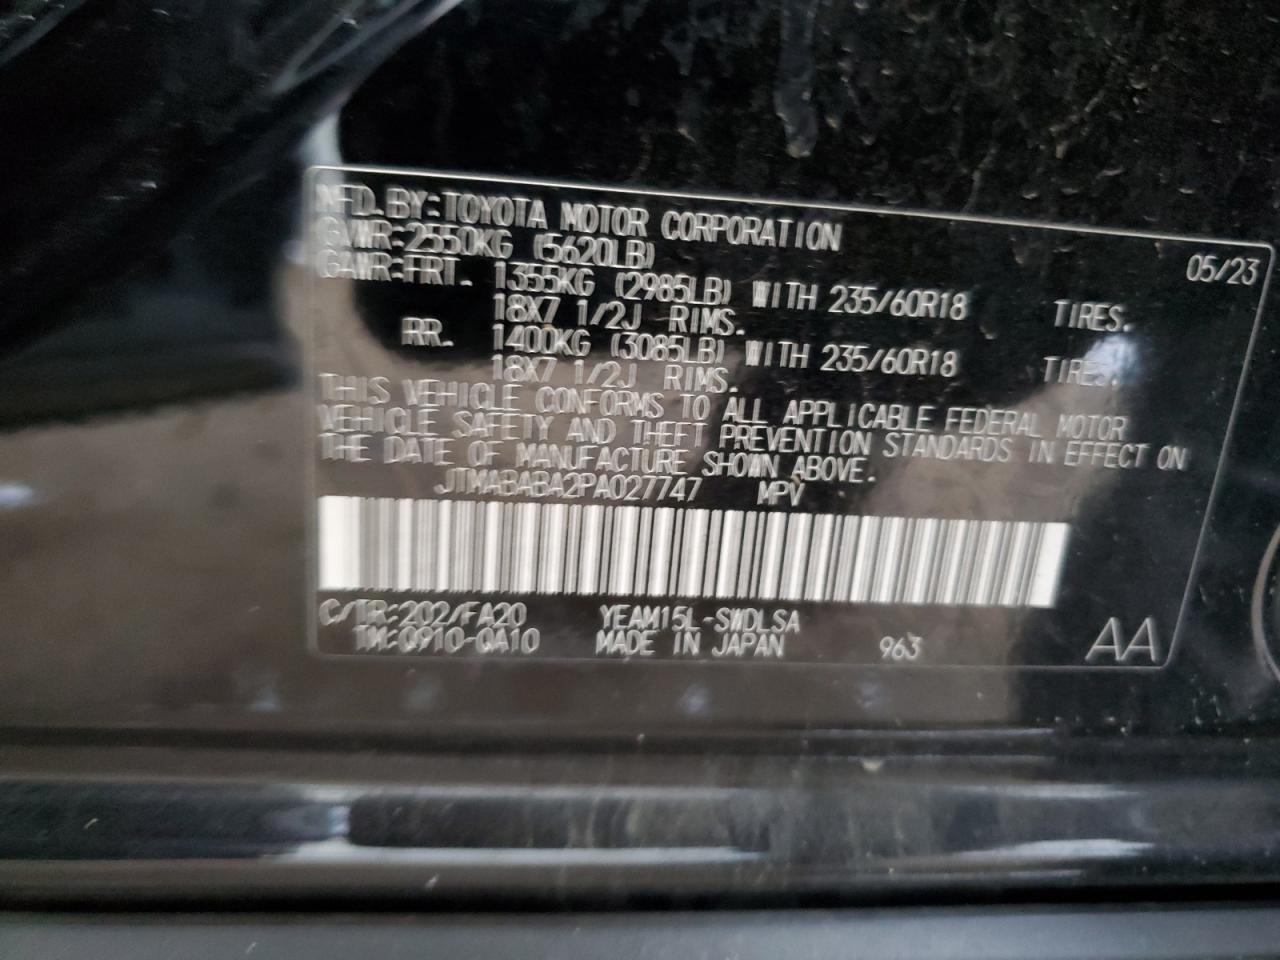 MFD. BY: TOYOTA MOTOR CORPORATION 05/23
GVWR: 2550KG (5620LB)
GAWR: FRT. 1355KG (2985LB) WITH 235/60R18 TIRES.
18X7 1/2J RIMS.
RR. 1400KG (3085LB) WITH 235/60R18 TIRES.
18X7 1/2J RIMS.
THIS VEHICLE CONFORMS TO ALL APPLICABLE FEDERAL MOTOR
VEHICLE SAFETY AND THEFT PREVENTION STANDARDS IN EFFECT ON
THE DATE OF MANUFACTURE SHOWN ABOVE.
JTMABABA2PA027747 MPV
C/TR: 202/FA20 YEAM15L-SWDLSA
TM: Q910-QA10 MADE IN JAPAN 963 AA